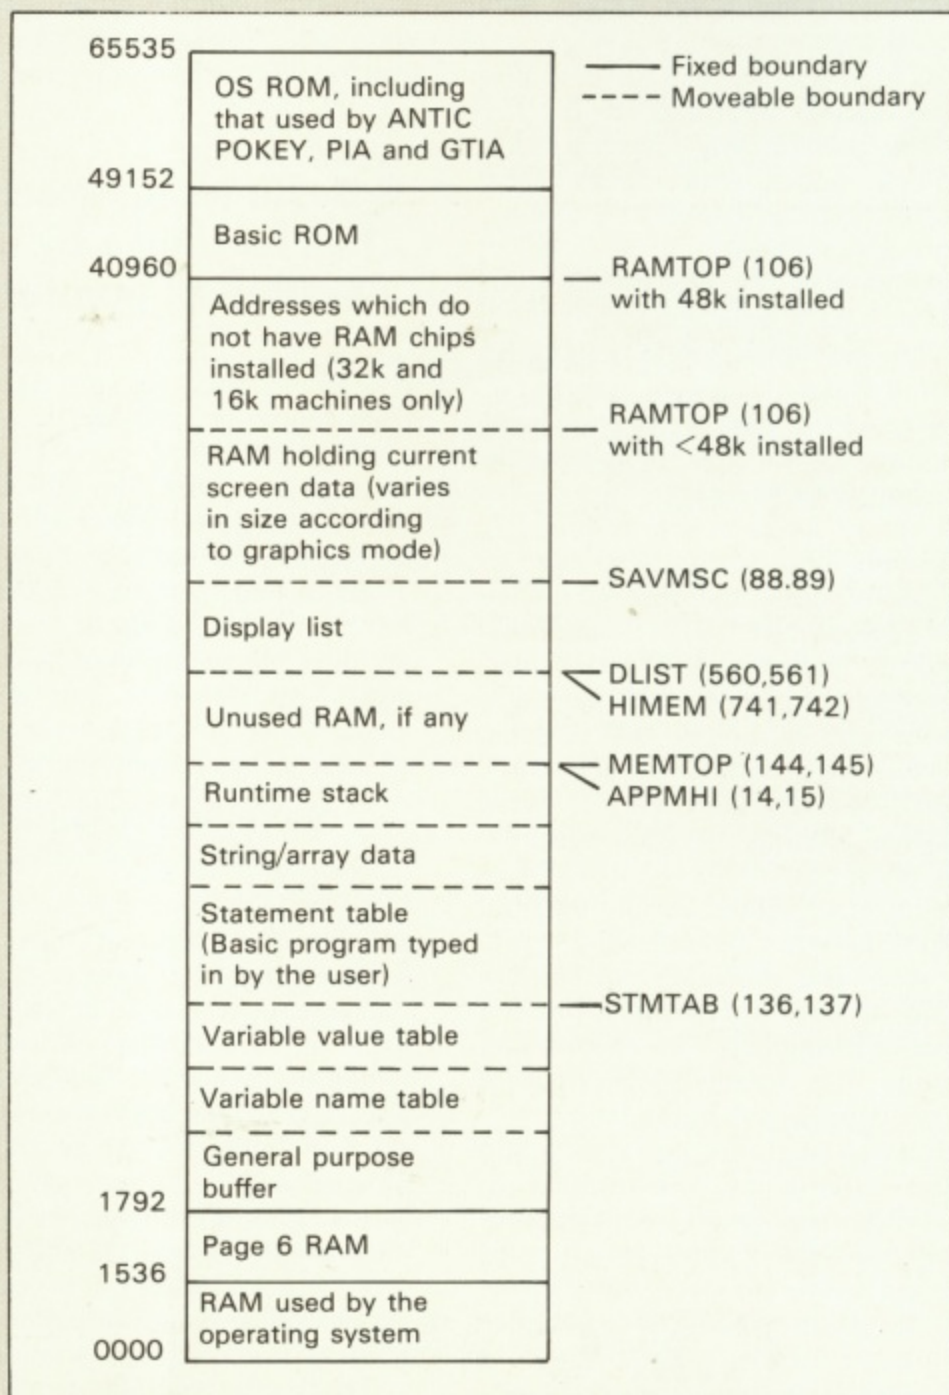 65535
OS ROM, including
that used by ANTIC
POKEY, PIA and GTIA
Fixed boundary
Moveable boundary
49152
Basic ROM
40960
RAMTOP (106)
with 48k installed
Addresses which do
not have RAM chips
installed (32k and
16k machines only)
RAMTOP (106)
with <48k installed
RAM holding current
screen data (varies
in size according
to graphics mode)
SAVMSC (88.89)
Display list
DLIST (560,561)
HIMEM (741,742)
Unused RAM, if any
MEMTOP (144,145)
APPMHI (14,15)
Runtime stack
String/array data
Statement table
(Basic program typed
in by the user)
STMTAB (136,137)
Variable value table
Variable name table
General purpose
buffer
1792
Page 6 RAM
1536
RAM used by the
operating system
0000